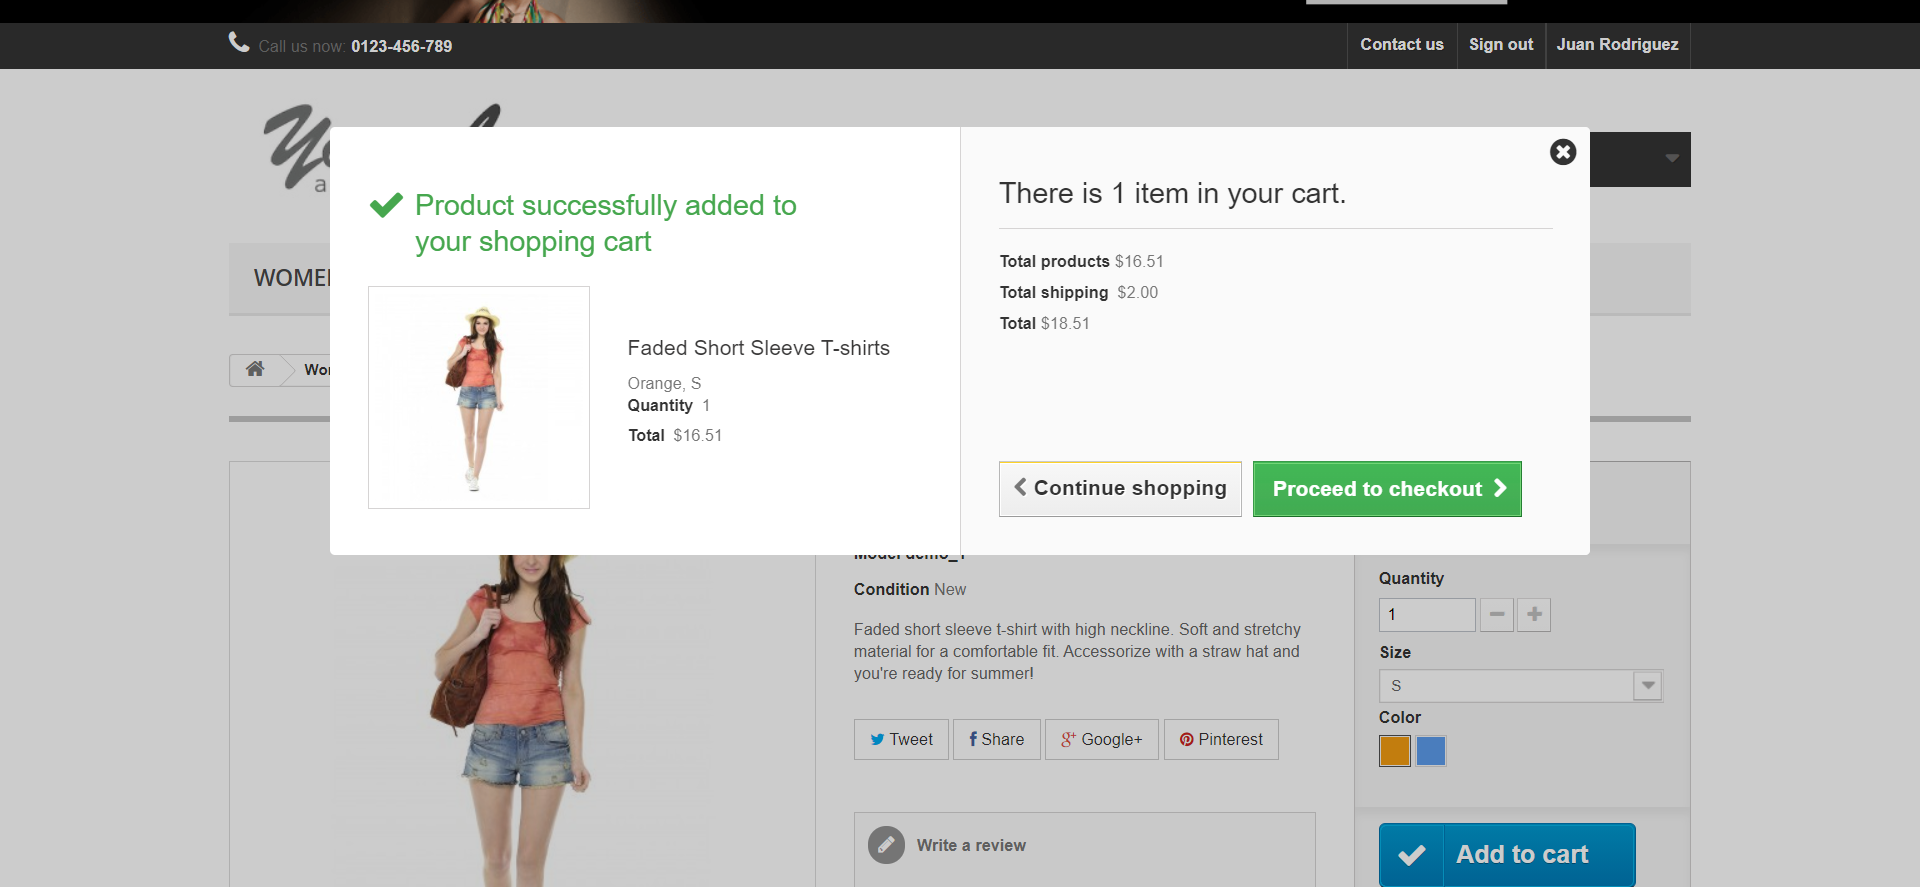 Call us now: 0123-456-789
Contact us
Sign out
Juan Rodriguez
Product successfully added to
your shopping cart
Faded Short Sleeve T-shirts
Orange, S
Quantity 1
Total $16.51
There is 1 item in your cart.
Total products $16.51
Total shipping $2.00
Total $18.51
Continue shopping
Proceed to checkout
Condition New
Faded short sleeve t-shirt with high neckline. Soft and stretchy
material for a comfortable fit. Accessorize with a straw hat and
you're ready for summer!
Tweet
Share
Google+
Pinterest
Write a review
Quantity
1
Size
S
Color
Add to cart